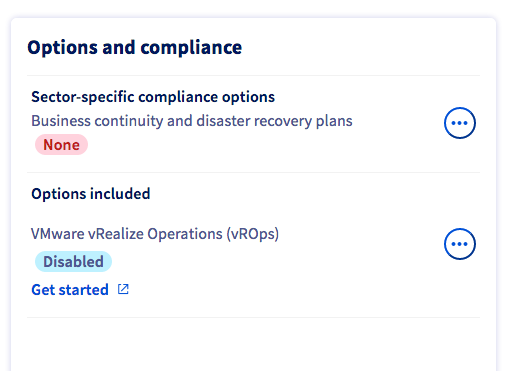 Options and compliance
Sector-specific compliance options
Business continuity and disaster recovery plans
None
Options included
VMware vRealize Operations (vROps)
Disabled
Get started